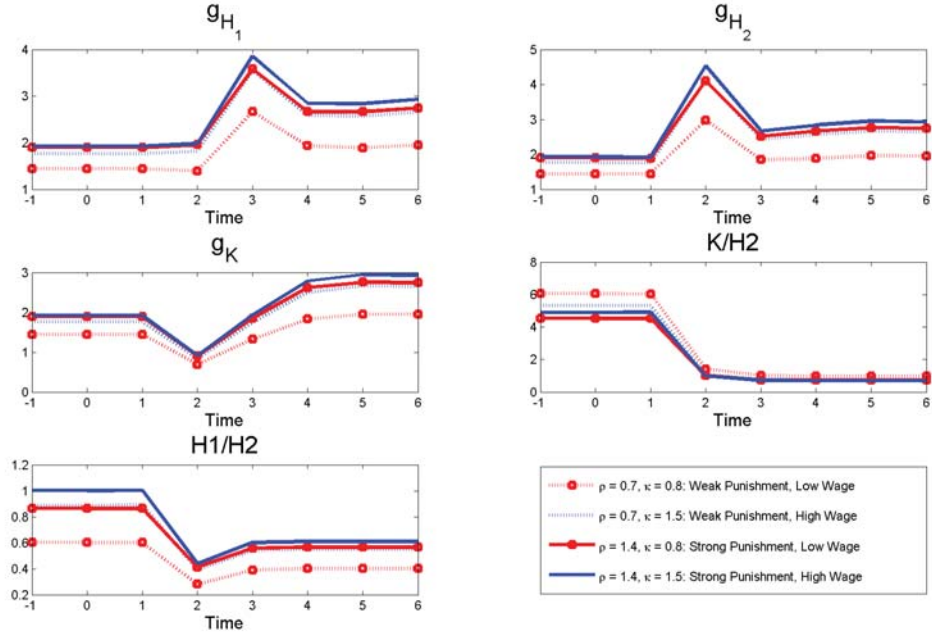 g_H_1
4
3
2
1
-1 0 1 2 3 4 5 6
Time
g_H_2
5
4
3
2
1
-1 0 1 2 3 4 5 6
Time
g_K
3
2
1
0
-1 0 1 2 3 4 5 6
Time
K/H2
8
6
4
2
0
-1 0 1 2 3 4 5 6
Time
H1/H2
1.2
1
0.8
0.6
0.4
0.2
-1 0 1 2 3 4 5 6
Time
ρ = 0.7, κ = 0.8: Weak Punishment, Low Wage
ρ = 0.7, κ = 1.5: Weak Punishment, High Wage
ρ = 1.4, κ = 0.8: Strong Punishment, Low Wage
ρ = 1.4, κ = 1.5: Strong Punishment, High Wage